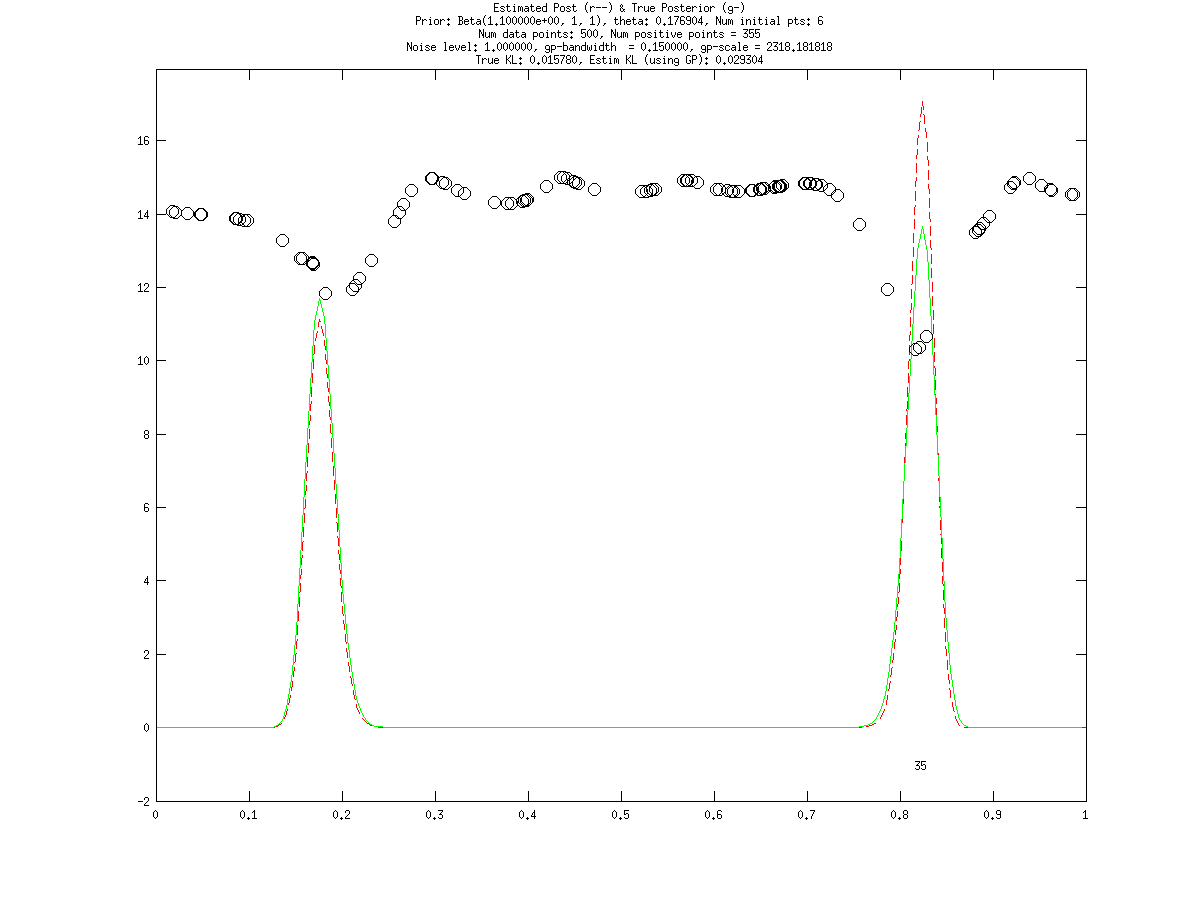 Estimated Post (r--) & True Posterior (g-)
Prior: Beta(1.100000e+00, 1, 1), theta: 0.176904, Num initial pts: 6
Num data points: 500, Num positive points = 355
Noise level: 1.000000, gp-bandwidth  = 0.150000, gp-scale = 2318.181818
True KL: 0.015780, Estim KL (using GP): 0.029304
16
14
12
10
8
6
4
2
0
35
-2
0 0.1 0.2 0.3 0.4 0.5 0.6 0.7 0.8 0.9 1